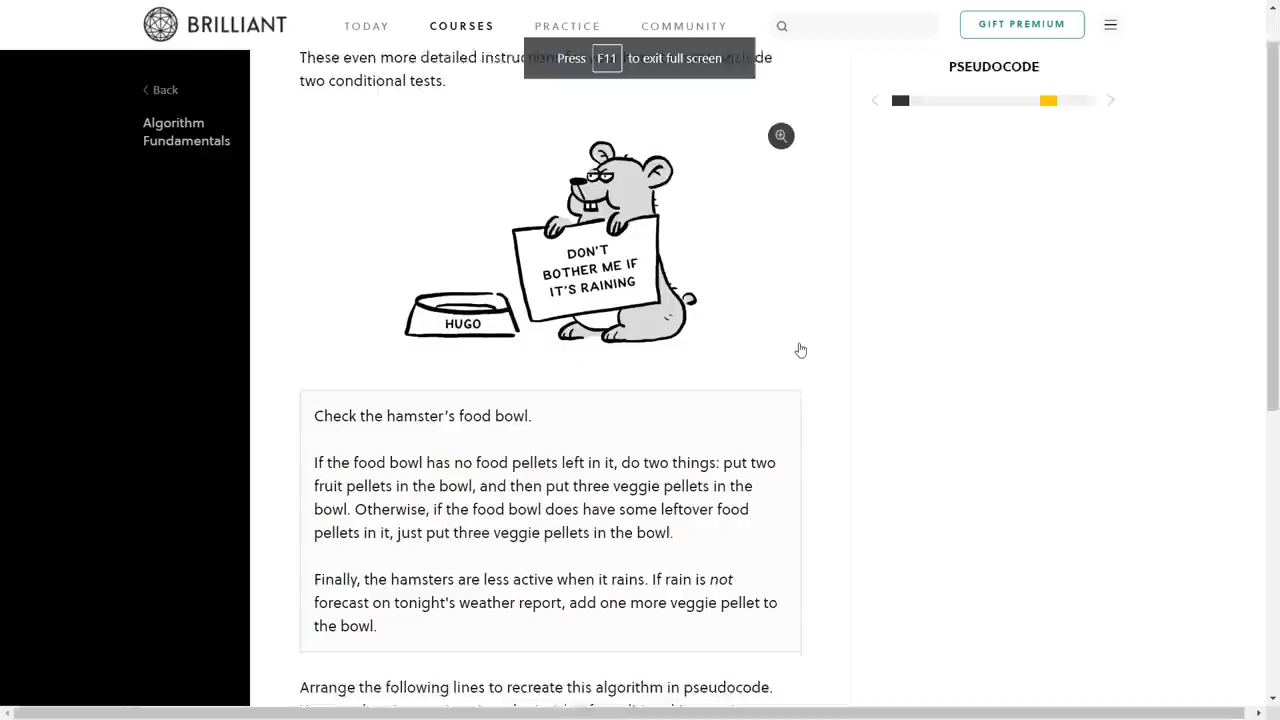 BRILLIANT
TODAY
COURSES
PRACTICE
COMMUNITY
GIFT PREMIUM
Press F11 to exit full screen
Back
Algorithm
Fundamentals
These even more detailed
two conditional tests.
DON'T
BOTHER ME IF
IT'S RAINING
HUGO
Check the hamster's food bowl.
If the food bowl has no food pellets left in it, do two things: put two
fruit pellets in the bowl, and then put three veggie pellets in the
bowl. Otherwise, if the food bowl does have some leftover food
pellets in it, just put three veggie pellets in the bowl.
Finally, the hamsters are less active when it rains. If rain is not
forecast on tonight's weather report, add one more veggie pellet to
the bowl.
Arrange the following lines to recreate this algorithm in pseudocode.
PSEUDOCODE